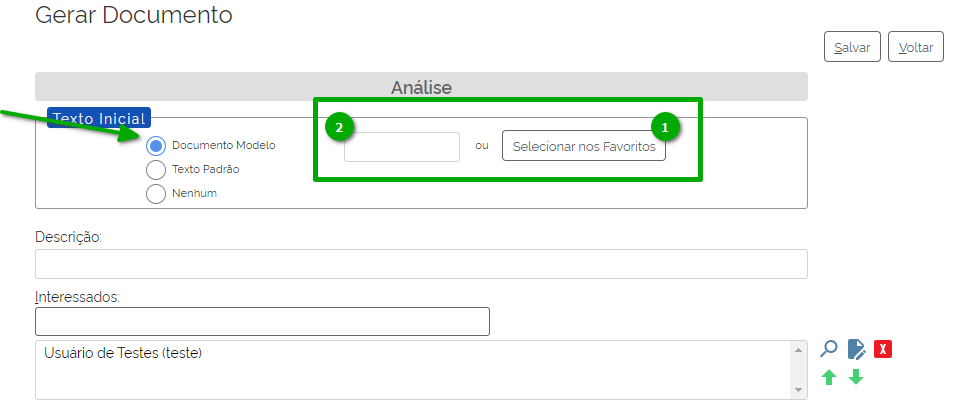 Gerar Documento
Salvar Voltar
Análise
Texto Inicial
Documento Modelo 2 ou Selecionar nos Favoritos 1
Texto Padrão
Nenhum
Descrição:
Interessados:
Usuário de Testes (teste)
X